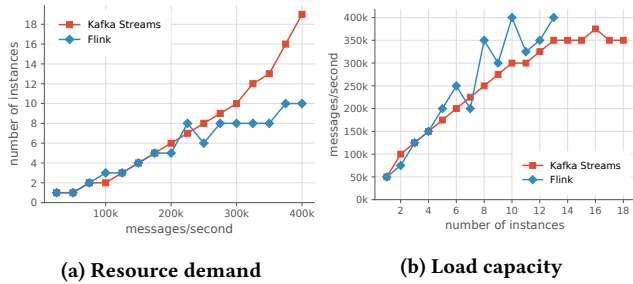 number of instances
18
16
14
12
10
8
6
4
2
0
Kafka Streams
Flink
100k 200k 300k 400k
messages/second
(a) Resource demand
messages/second
400k
350k
300k
250k
200k
150k
100k
50k
0k
Kafka Streams
Flink
2 4 6 8 10 12 14 16 18
number of instances
(b) Load capacity